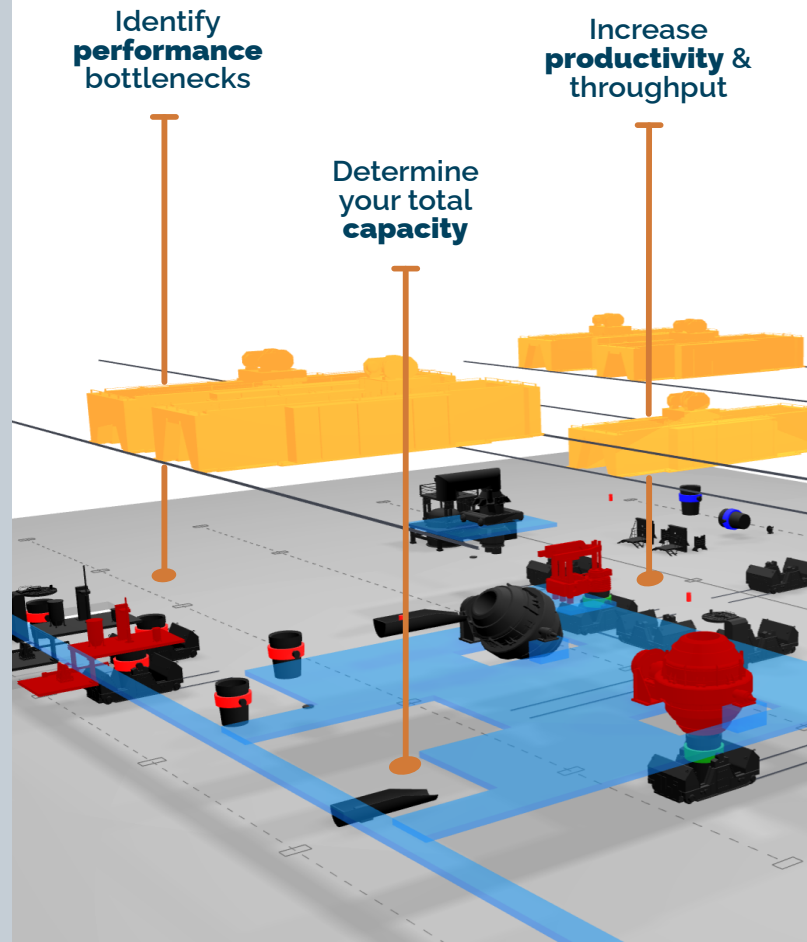 Identify
performance
bottlenecks
Increase
productivity &
throughput
Determine
your total
capacity